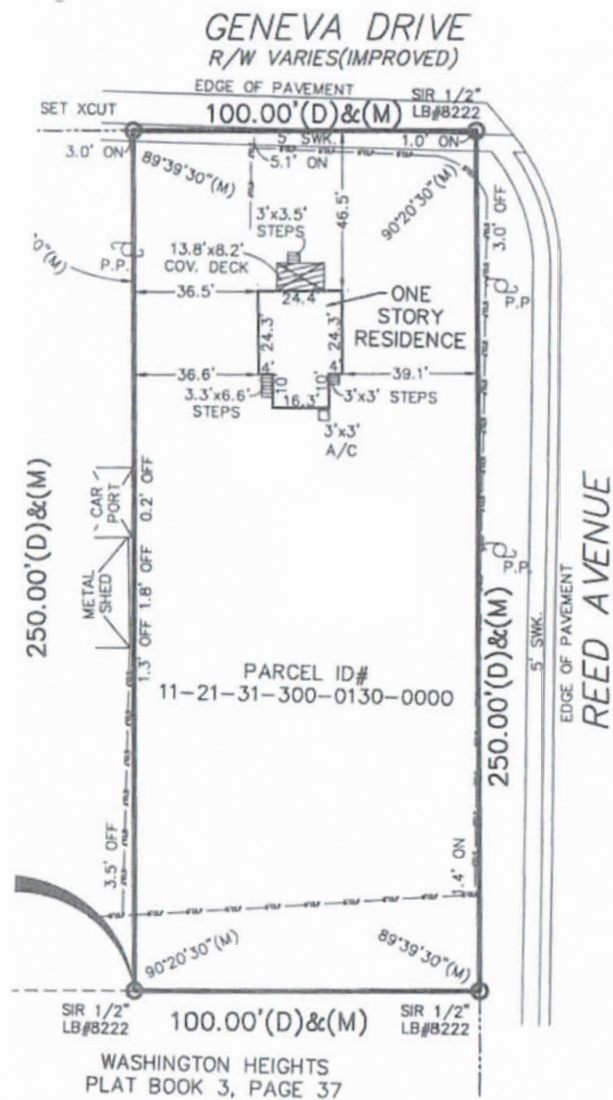 GENEVA DRIVE
R/W VARIES(IMPROVED)
EDGE OF PAVEMENT
SET XCUT
100.00'(D)&(M)
SIR 1/2"
LB#8222
5' SWK.
1.0' ON
3.0' ON
5.1' ON
89°39'30"(M)
90°20'30"(M)
46.5'
3.0' OFF
3'x3.5'
STEPS
13.8'x8.2'
COV. DECK
0"(M)
P.P.
P.P
36.5'
24.4'
ONE
STORY
RESIDENCE
24.3'
24.3'
36.6'
4'
4'
39.1'
10'
10'
3.3'x6.6'
STEPS
16.3'
3'x3' STEPS
3'x3'
A/C
CAR
PORT
0.2' OFF
METAL
SHED
1.8' OFF
1.3' OFF
P.P.
250.00'(D)&(M)
250.00'(D)&(M)
5' SWK.
EDGE OF PAVEMENT
REED AVENUE
PARCEL ID#
11-21-31-300-0130-0000
3.5' OFF
1.4' ON
90°20'30"(M)
89°39'30"(M)
SIR 1/2"
LB#8222
100.00'(D)&(M)
SIR 1/2"
LB#8222
WASHINGTON HEIGHTS
PLAT BOOK 3, PAGE 37